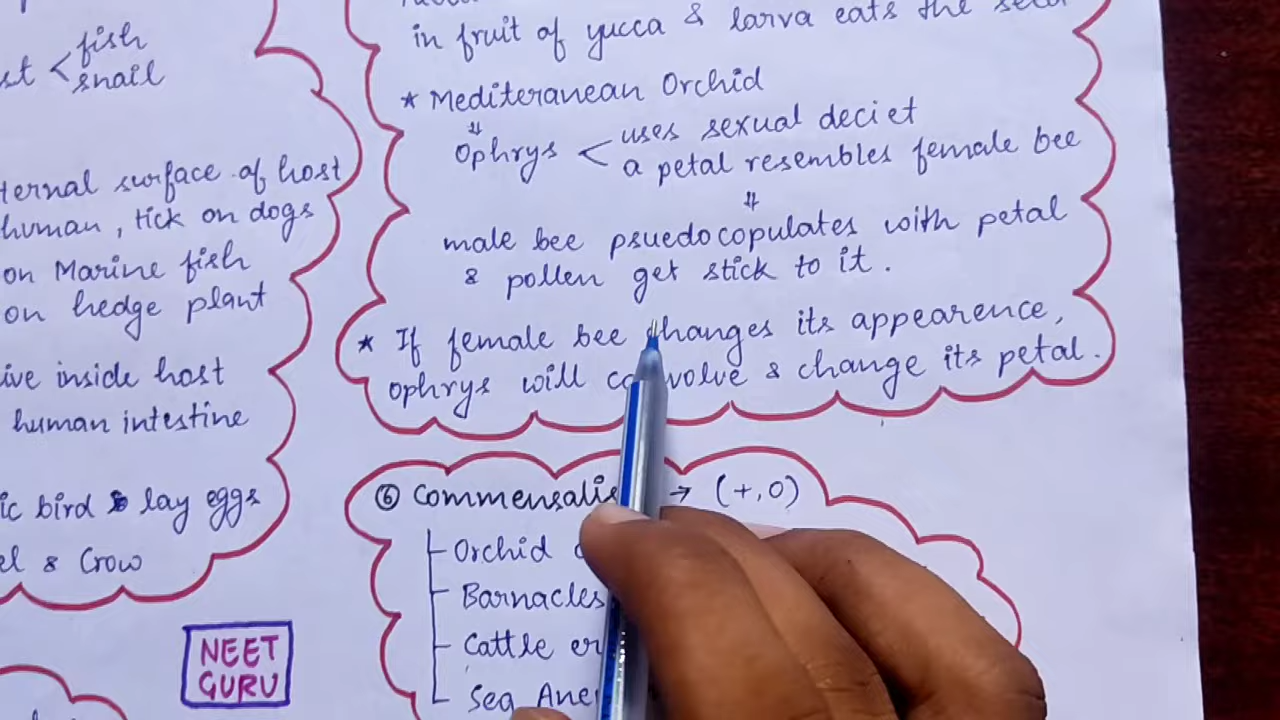 fish
st < snail
ternal surface of host
human, tick on dogs
on Marine fish
on hedge plant
ive inside host
human intestine
ic bird lay eggs
el & Crow
NEET
GURU
in fruit of yucca & larva eats the
* Mediteranean Orchid
Ophrys < uses sexual deciet
a petal resembles female bee
male bee psuedocopulates with petal
& pollen get stick to it.
* If female bee changes its appearence,
Ophrys will co volve & change its petal.
⑥ Commensalis → (+,0)
Orchid
Barnacles
Cattle
Sea Ane